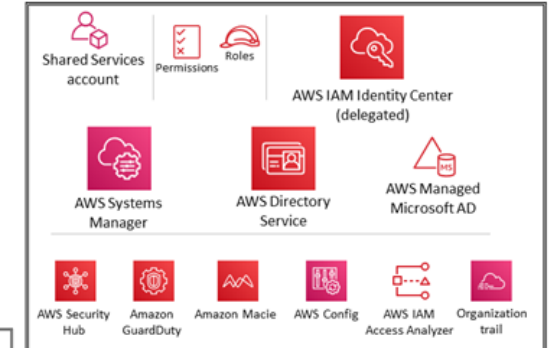 Shared Services
account
Permissions
Roles
AWS IAM Identity Center
(delegated)
AWS Systems
Manager
AWS Directory
Service
MS
AWS Managed
Microsoft AD
AWS Security
Hub
Amazon
GuardDuty
Amazon Macie
AWS Config
AWS IAM
Access Analyzer
Organization
trail